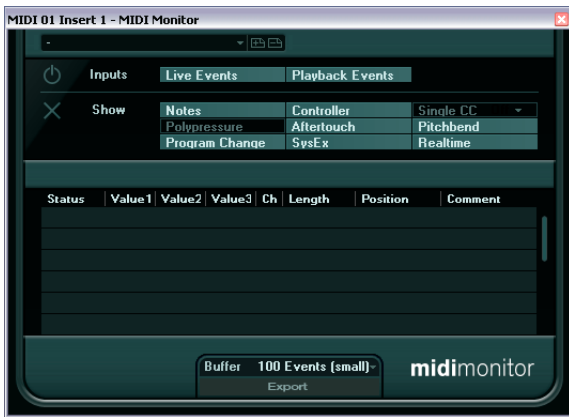 MIDI 01 Insert 1 - MIDI Monitor
-
Inputs Live Events Playback Events
Show Notes Controller Single CC
Polypressure Aftertouch Pitchbend
Program Change SysEx Realtime
Status Value1 Value2 Value3 Ch Length Position Comment
Buffer 100 Events (small)
Export
midimonitor